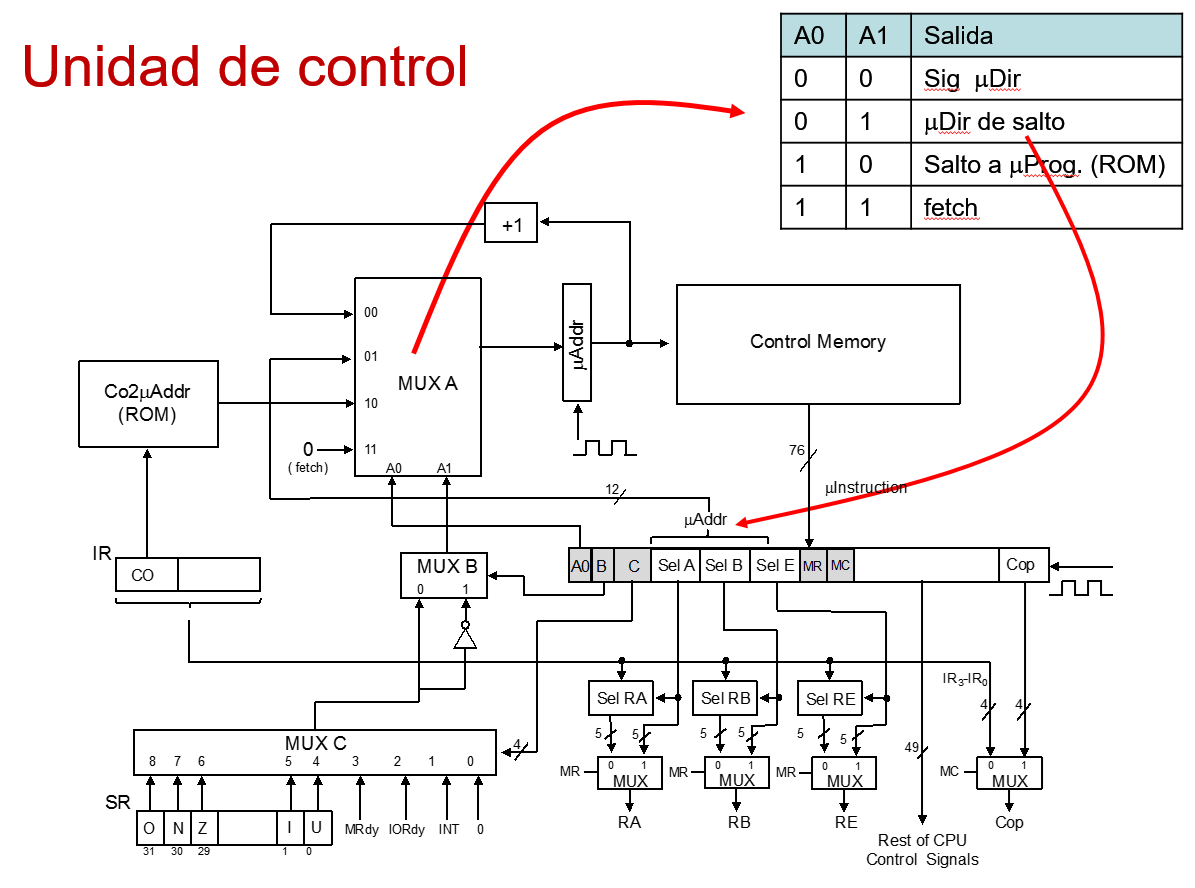 Unidad de control
A0 A1 Salida
0 0 Sig μDir
0 1 μDir de salto
1 0 Salto a μProg. (ROM)
1 1 fetch
+1
00
01
10
11
MUX A
A0 A1
μAddr
Control Memory
Co2μAddr
(ROM)
0
( fetch)
76
μInstruction
12
μAddr
IR
CO
MUX B
0 1
A0 B C Sel A Sel B Sel E MR MC Cop
IR3-IR0
Sel RA Sel RB Sel RE
4 4
5 5 5 5 5 5
49
4
MUX C
8 7 6 5 4 3 2 1 0
SR
O N Z I U
31 30 29 1 0
MRdy IORdy INT 0
MR 0 1 MUX
MR 0 1 MUX
MR 0 1 MUX
MC 0 1 MUX
RA RB RE Cop
Rest of CPU
Control Signals